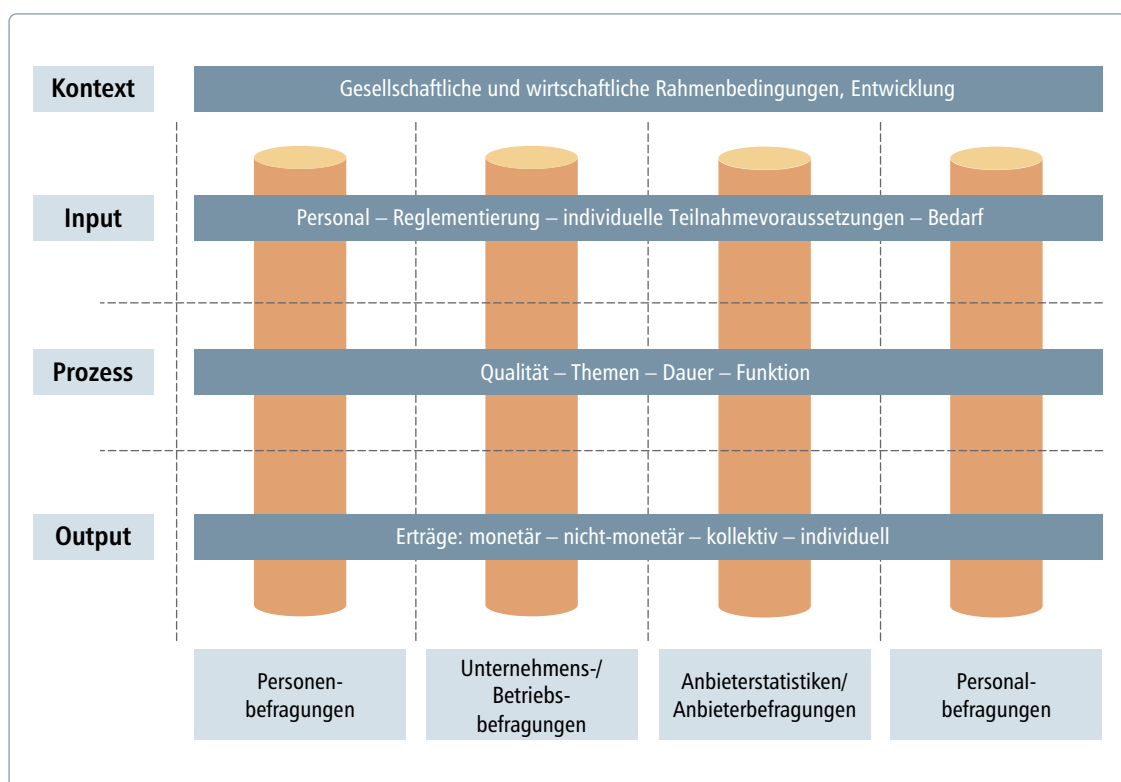 Kontext
Gesellschaftliche und wirtschaftliche Rahmenbedingungen, Entwicklung
Input
Personal – Reglementierung – individuelle Teilnahmevoraussetzungen – Bedarf
Prozess
Qualität – Themen – Dauer – Funktion
Output
Erträge: monetär – nicht-monetär – kollektiv – individuell
Personen-
befragungen
Unternehmens-/
Betriebs-
befragungen
Anbieterstatistiken/
Anbieterbefragungen
Personal-
befragungen